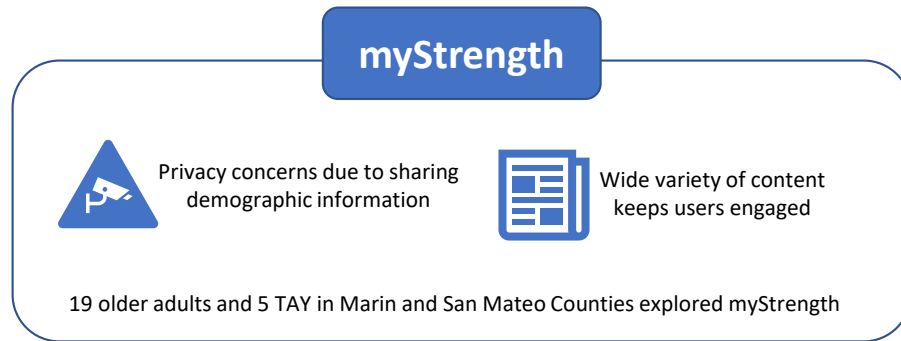 myStrength
Privacy concerns due to sharing
demographic information
Wide variety of content
keeps users engaged
19 older adults and 5 TAY in Marin and San Mateo Counties explored myStrength